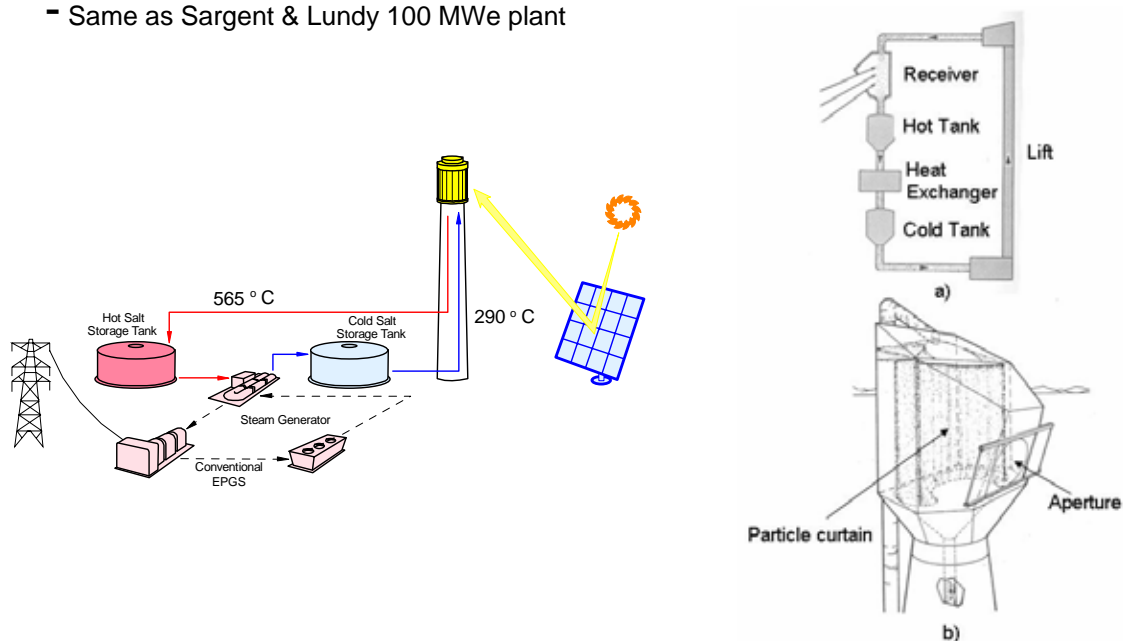 - Same as Sargent & Lundy 100 MWe plant
565 ° C
Hot Salt
Storage Tank
Cold Salt
Storage Tank
290 ° C
Steam Generator
Conventional
EPGS
Receiver
Hot Tank
Lift
Heat
Exchanger
Cold Tank
a)
Particle curtain
Aperture
b)